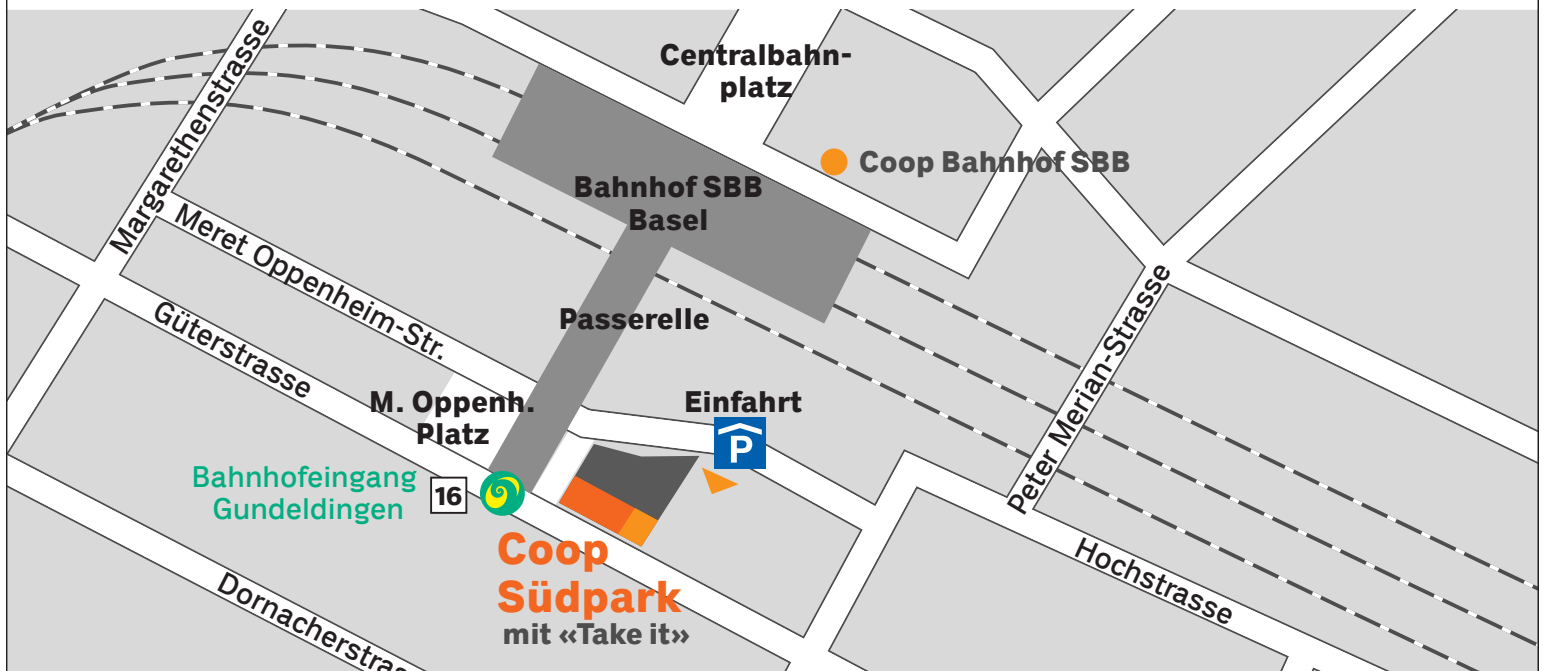 Margarethenstrasse
Centralbahn-
platz
Coop Bahnhof SBB
Bahnhof SBB
Basel
Meret Oppenheim-Str.
Passerelle
Peter Merian-Strasse
Güterstrasse
M. Oppenh.
Platz
Einfahrt
P
Bahnhofeingang
Gundeldingen
16
Coop
Südpark
mit «Take it»
Hochstrasse
Dornacherstras